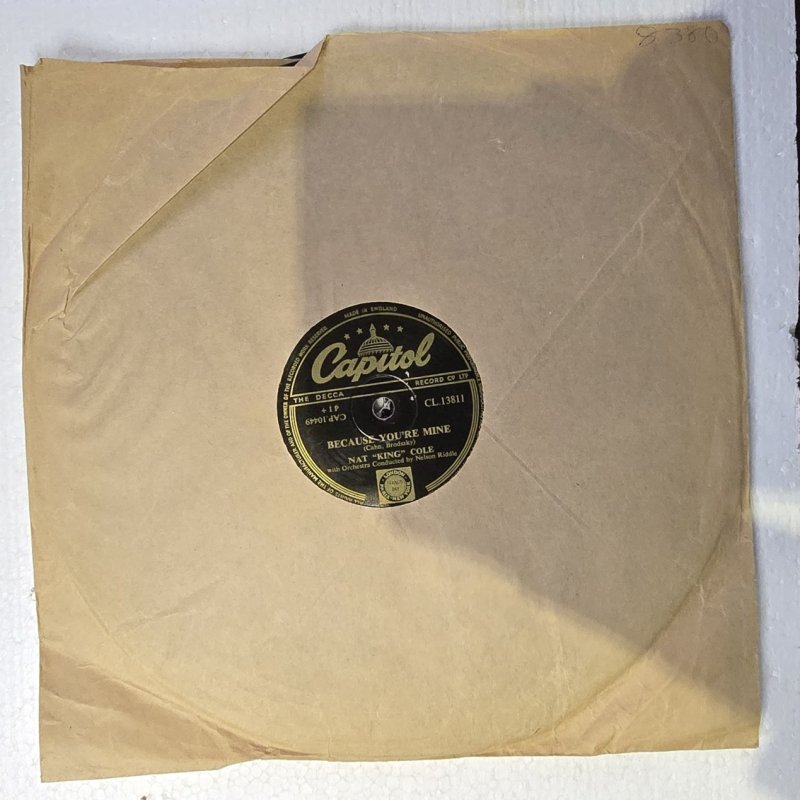 8380
MADE IN ENGLAND
Capitol
THE DECCA RECORD CO LTD
CL.13811
CAP.10449
BECAUSE YOU'RE MINE
(Cahn, Brodszky)
NAT "KING" COLE
with Orchestra Conducted by Nelson Riddle